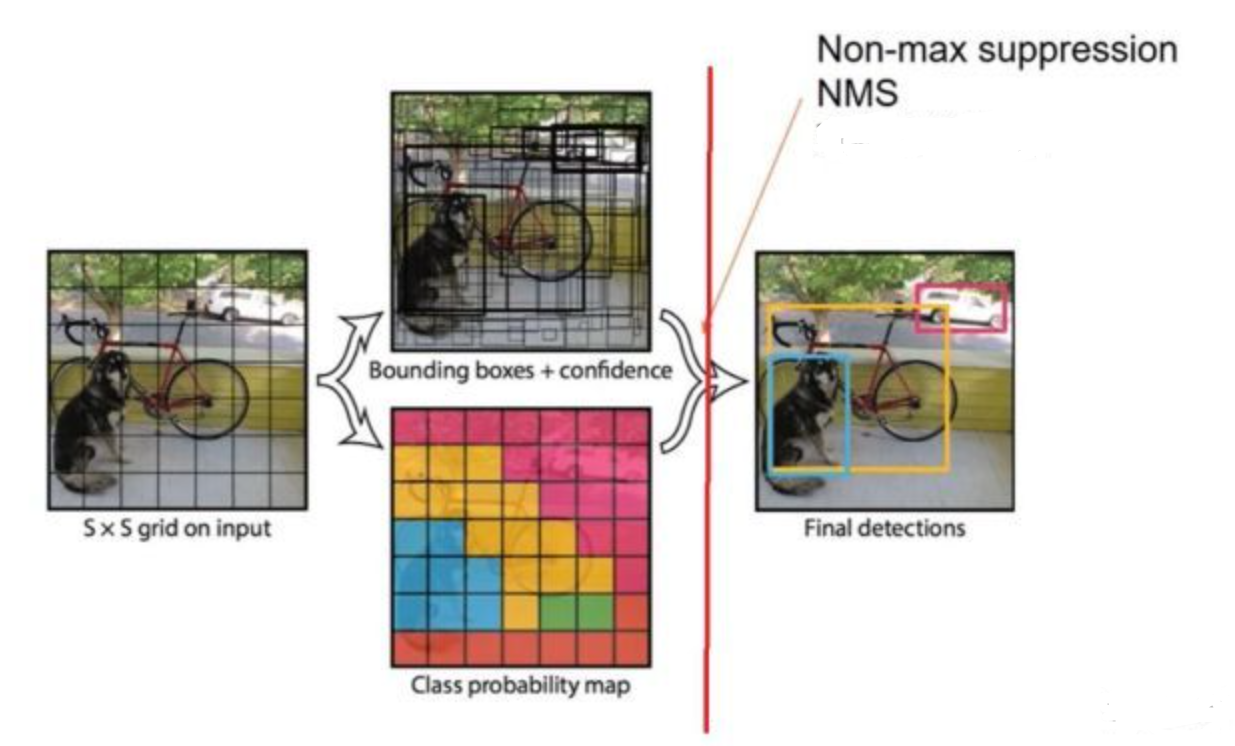 Non-max suppression
NMS
Bounding boxes + confidence
S × S grid on input
Final detections
Class probability map